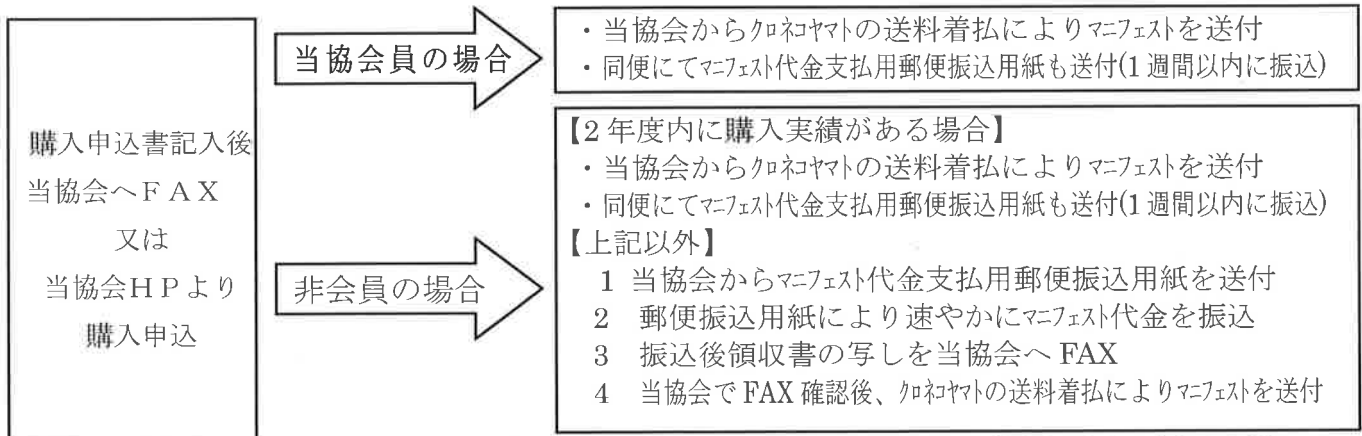 購入申込書記入後
当協会へＦＡＸ
又は
当協会ＨＰより
購入申込
当協会員の場合
・当協会からｸﾛﾈｺﾔﾏﾄの送料着払によりﾏﾆﾌｪｽﾄを送付
・同便にてﾏﾆﾌｪｽﾄ代金支払用郵便振込用紙も送付(1週間以内に振込)
非会員の場合
【2年度内に購入実績がある場合】
・当協会からｸﾛﾈｺﾔﾏﾄの送料着払によりﾏﾆﾌｪｽﾄを送付
・同便にてﾏﾆﾌｪｽﾄ代金支払用郵便振込用紙も送付(1週間以内に振込)
【上記以外】
1 当協会からﾏﾆﾌｪｽﾄ代金支払用郵便振込用紙を送付
2 郵便振込用紙により速やかにﾏﾆﾌｪｽﾄ代金を振込
3 振込後領収書の写しを当協会へFAX
4 当協会でFAX確認後、ｸﾛﾈｺﾔﾏﾄの送料着払によりﾏﾆﾌｪｽﾄを送付